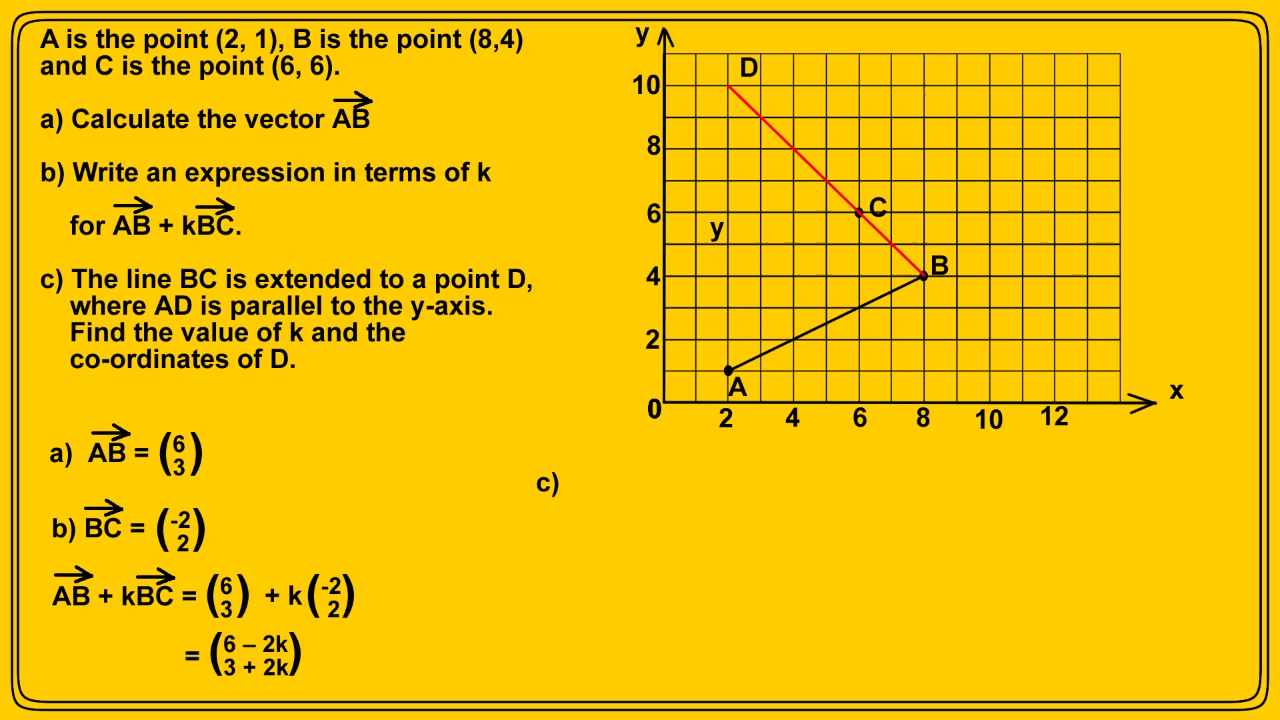 A is the point (2, 1), B is the point (8,4)
and C is the point (6, 6).
a) Calculate the vector AB
b) Write an expression in terms of k
for AB + kBC.
c) The line BC is extended to a point D,
where AD is parallel to the y-axis.
Find the value of k and the
co-ordinates of D.
a) AB = (6
3)
b) BC = (-2
2)
AB + kBC = (6
3) + k(-2
2)
= (6 – 2k
3 + 2k)
c)
y
D
10
8
6
C
y
4
B
2
A
0
2 4 6 8 10 12
x